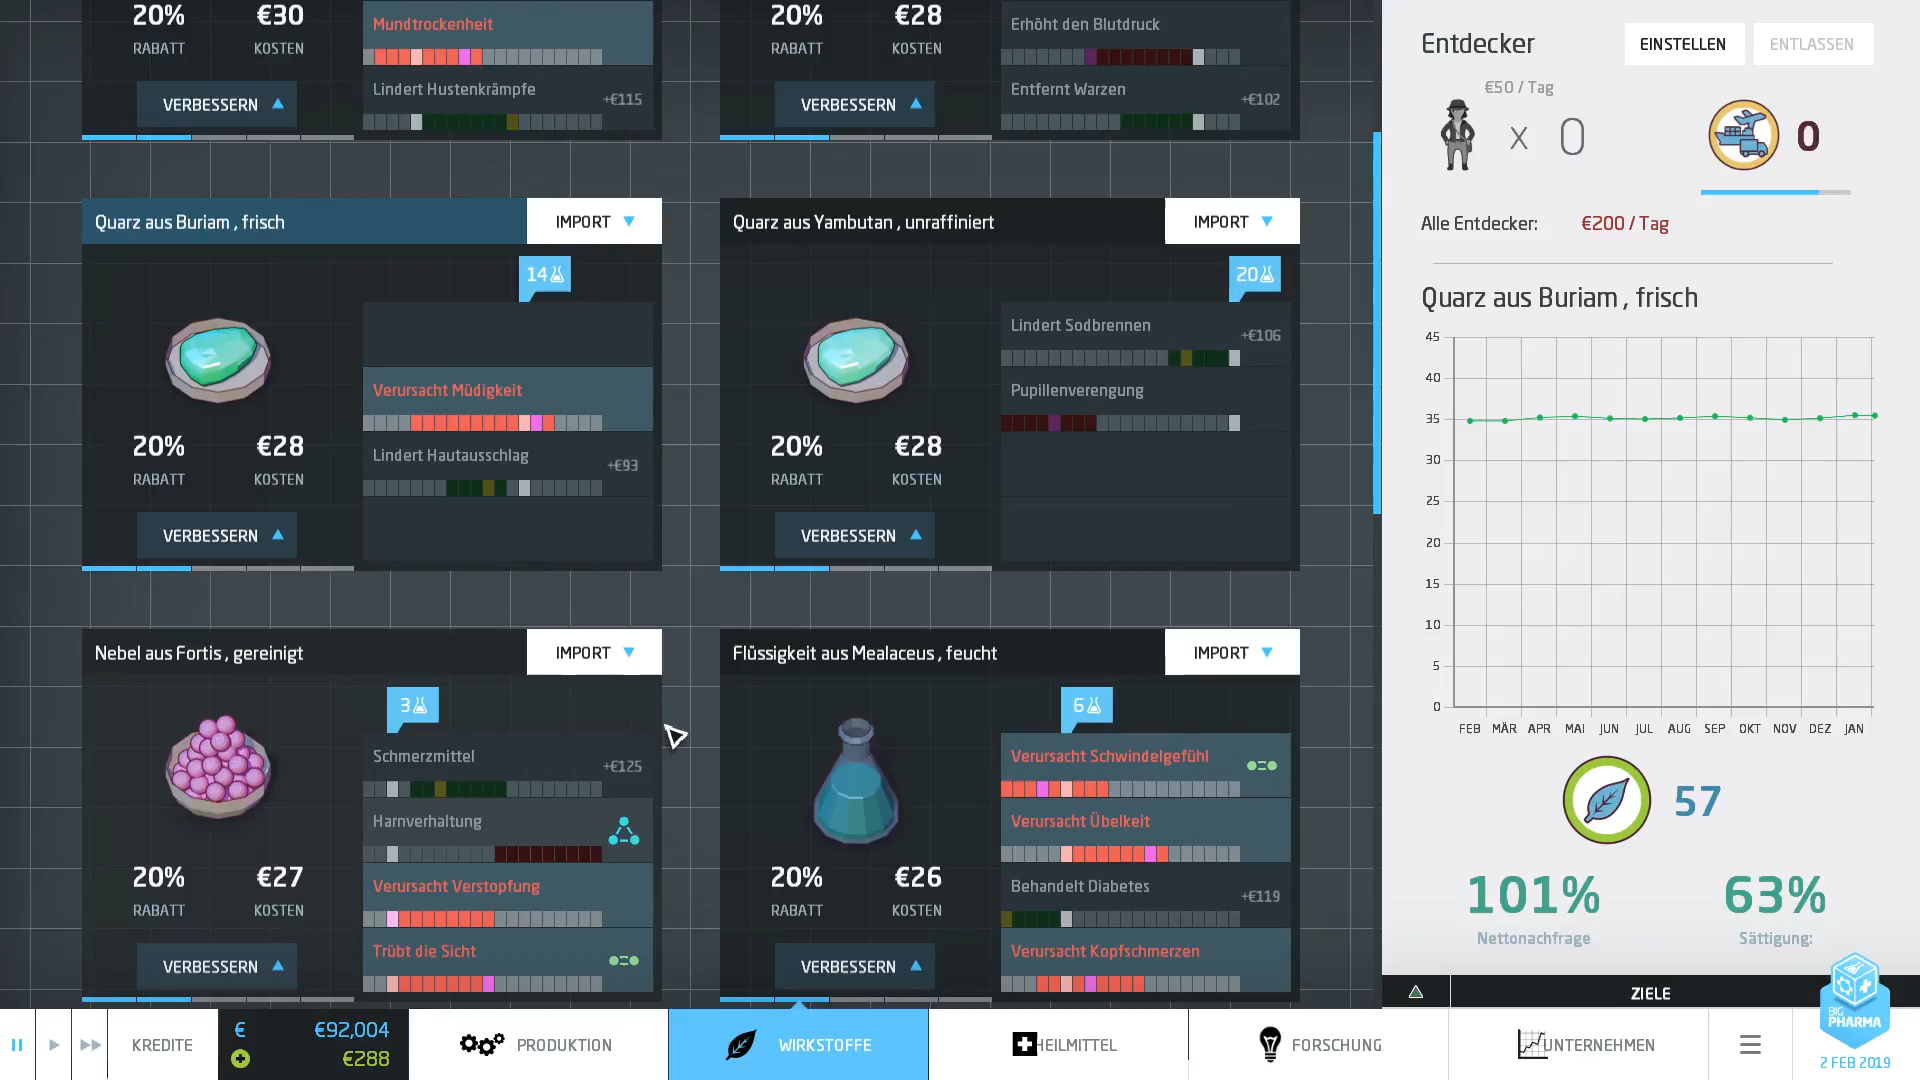 20%
RABATT
€30
KOSTEN
VERBESSERN
Mundtrockenheit
Lindert Hustenkrämpfe
+€115
20%
RABATT
€28
KOSTEN
VERBESSERN
Erhöht den Blutdruck
Entfernt Warzen
+€102
Quarz aus Buriam , frisch
IMPORT
14
Verursacht Müdigkeit
Lindert Hautausschlag
+€93
20%
RABATT
€28
KOSTEN
VERBESSERN
Quarz aus Yambutan , unraffiniert
IMPORT
20
Lindert Sodbrennen
+€106
Pupillenverengung
20%
RABATT
€28
KOSTEN
VERBESSERN
Nebel aus Fortis , gereinigt
IMPORT
3
Schmerzmittel
+€125
Harnverhaltung
Verursacht Verstopfung
Trübt die Sicht
20%
RABATT
€27
KOSTEN
VERBESSERN
Flüssigkeit aus Mealaceus , feucht
IMPORT
6
Verursacht Schwindelgefühl
Verursacht Übelkeit
Behandelt Diabetes
+€119
Verursacht Kopfschmerzen
20%
RABATT
€26
KOSTEN
VERBESSERN
Entdecker
EINSTELLEN
ENTLASSEN
€50 / Tag
X 0
0
Alle Entdecker: €200 / Tag
Quarz aus Buriam , frisch
45
40
35
30
25
20
15
10
5
0
FEB MÄR APR MAI JUN JUL AUG SEP OKT NOV DEZ JAN
57
101%
Nettonachfrage
63%
Sättigung:
ZIELE
KREDITE
€ €92,004
€288
PRODUKTION
WIRKSTOFFE
HEILMITTEL
FORSCHUNG
UNTERNEHMEN
BIG
PHARMA
2 FEB 2019